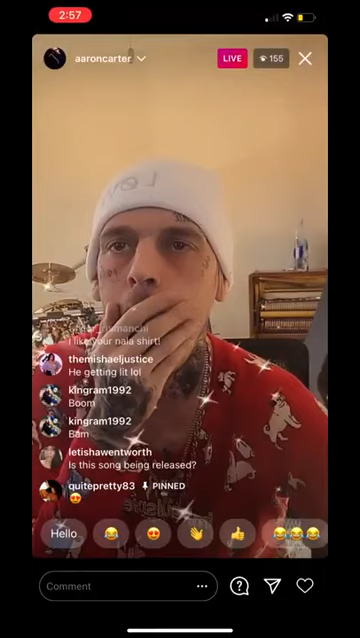 2:57
aaroncarter
LIVE
155
i like your naia shirt!
themishaeljustice
He getting lit lol
kingram1992
Boom
kingram1992
Bam
letishawentworth
Is this song being released?
quitepretty83 PINNED
😍
Hello 😂 😍 👋 👍 😂😂😂
Comment